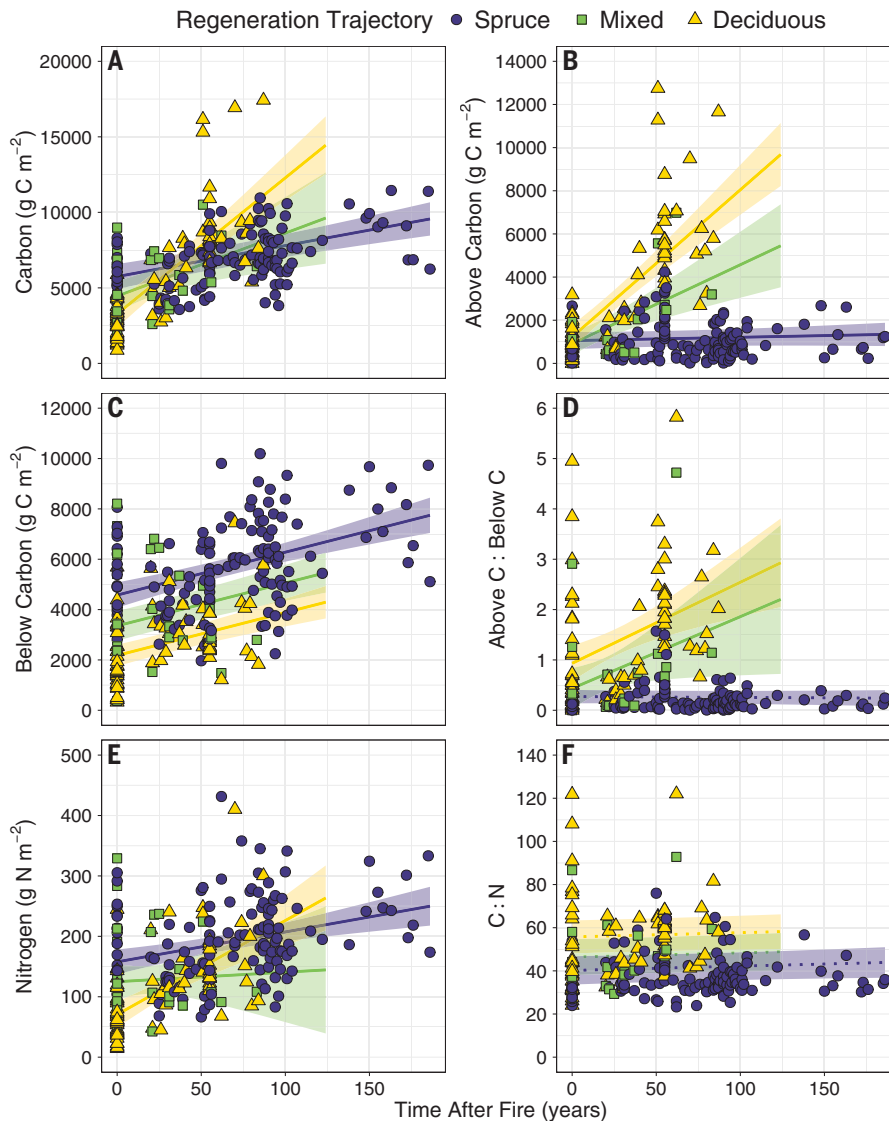 Regeneration Trajectory Spruce Mixed Deciduous
A
Carbon (g C m−2)
20000
15000
10000
5000
0
B
Above Carbon (g C m−2)
14000
12000
10000
8000
6000
4000
2000
0
C
Below Carbon (g C m−2)
12000
10000
8000
6000
4000
2000
0
D
Above C : Below C
6
5
4
3
2
1
0
E
Nitrogen (g N m−2)
500
400
300
200
100
0
0 50 100 150
F
C : N
140
120
100
80
60
40
20
0
0 50 100 150
Time After Fire (years)